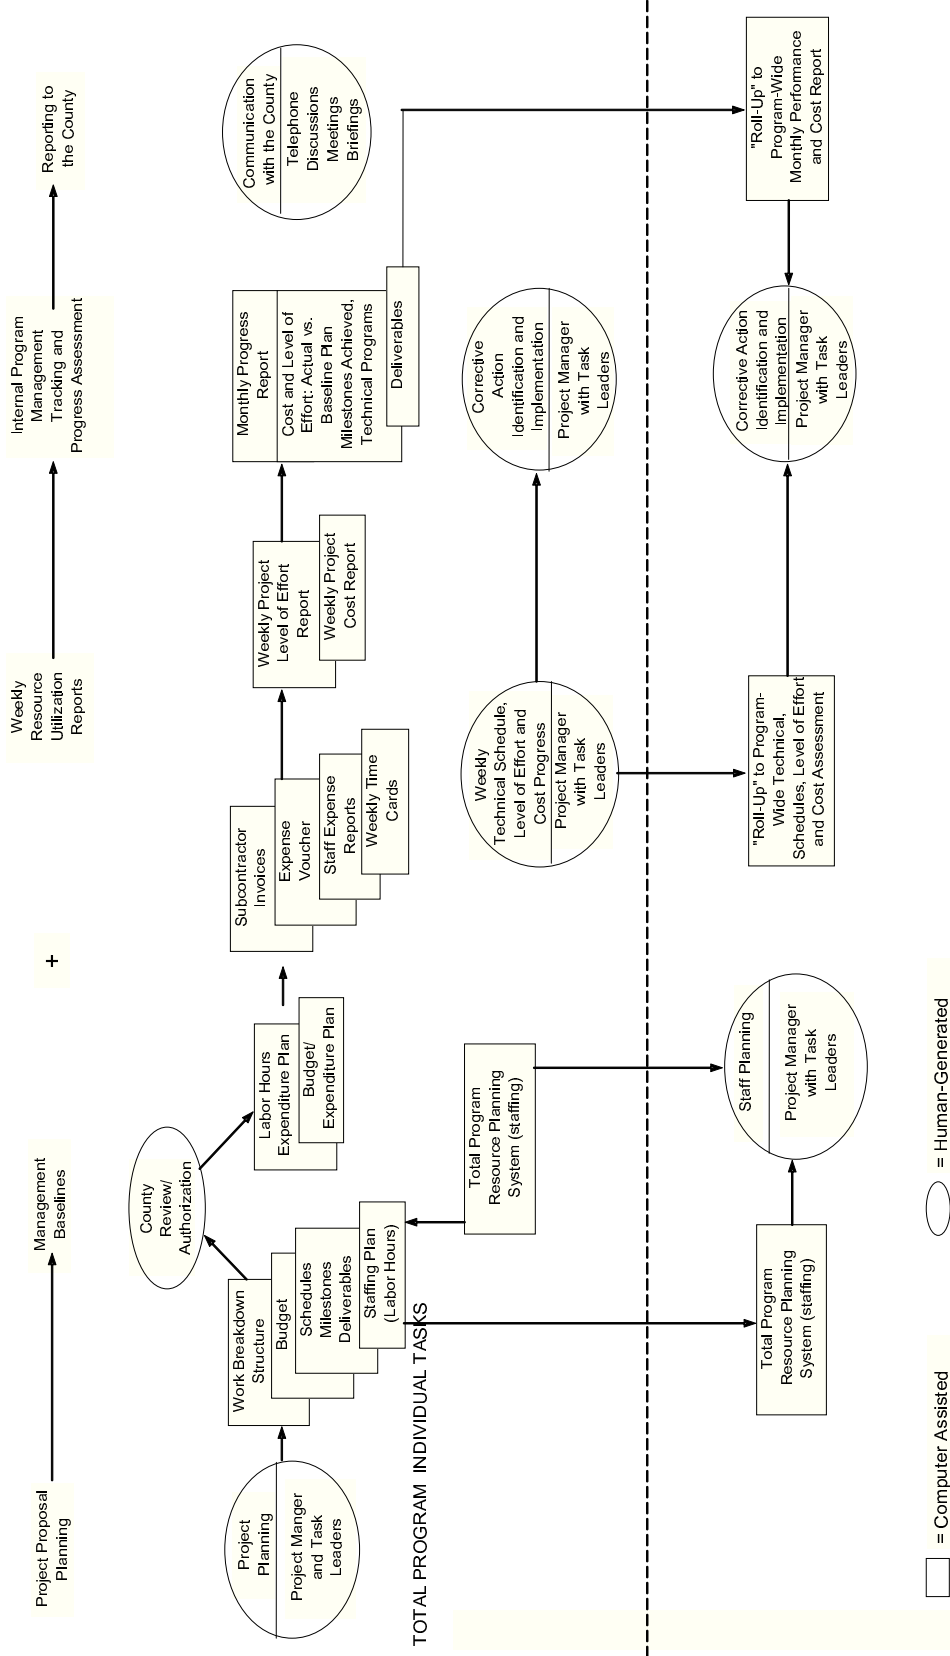 Project Proposal
Planning
Management
Baselines
+
Weekly
Resource
Utilization
Reports
Internal Program
Management
Tracking and
Progress Assessment
Reporting to
the County
Project
Planning
Project Manger
and Task
Leaders
Work Breakdown
Structure
Budget
Schedules
Milestones
Deliverables
Staffing Plan
(Labor Hours)
County
Review/
Authorization
Labor Hours
Expenditure Plan
Budget/
Expenditure Plan
Subcontractor
Invoices
Expense
Voucher
Staff Expense
Reports
Weekly Time
Cards
Weekly Project
Level of Effort
Report
Weekly Project
Cost Report
Monthly Progress
Report
Cost and Level of
Effort: Actual vs.
Baseline Plan
Milestones Achieved,
Technical Programs
Deliverables
Communication
with the County
Telephone
Discussions
Meetings
Briefings
TOTAL PROGRAM INDIVIDUAL TASKS
Total Program
Resource Planning
System (staffing)
Weekly
Technical Schedule,
Level of Effort and
Cost Progress
Project Manager
with Task
Leaders
Corrective
Action
Identification and
Implementation
Project Manager
with Task
Leaders
Total Program
Resource Planning
System (staffing)
Staff Planning
Project Manager
with Task
Leaders
"Roll-Up" to Program-
Wide Technical,
Schedules, Level of Effort
and Cost Assessment
Corrective Action
Identification and
Implementation
Project Manager
with Task
Leaders
"Roll-Up" to
Program-Wide
Monthly Performance
and Cost Report
= Computer Assisted
= Human-Generated